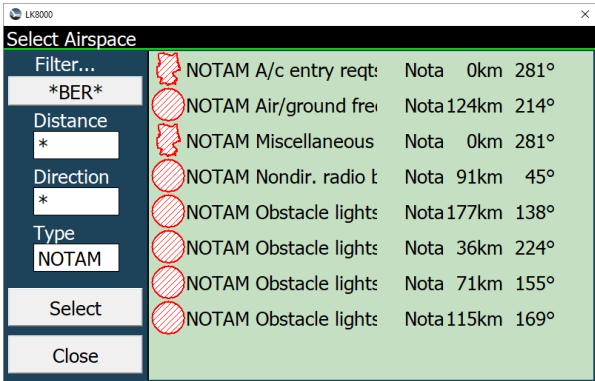 LK8000
Select Airspace
Filter...
*BER*
Distance
*
Direction
*
Type
NOTAM
Select
Close
NOTAM A/c entry reqts Nota 0km 281°
NOTAM Air/ground fre Nota 124km 214°
NOTAM Miscellaneous Nota 0km 281°
NOTAM Nondir. radio b Nota 91km 45°
NOTAM Obstacle lights Nota 177km 138°
NOTAM Obstacle lights Nota 36km 224°
NOTAM Obstacle lights Nota 71km 155°
NOTAM Obstacle lights Nota 115km 169°